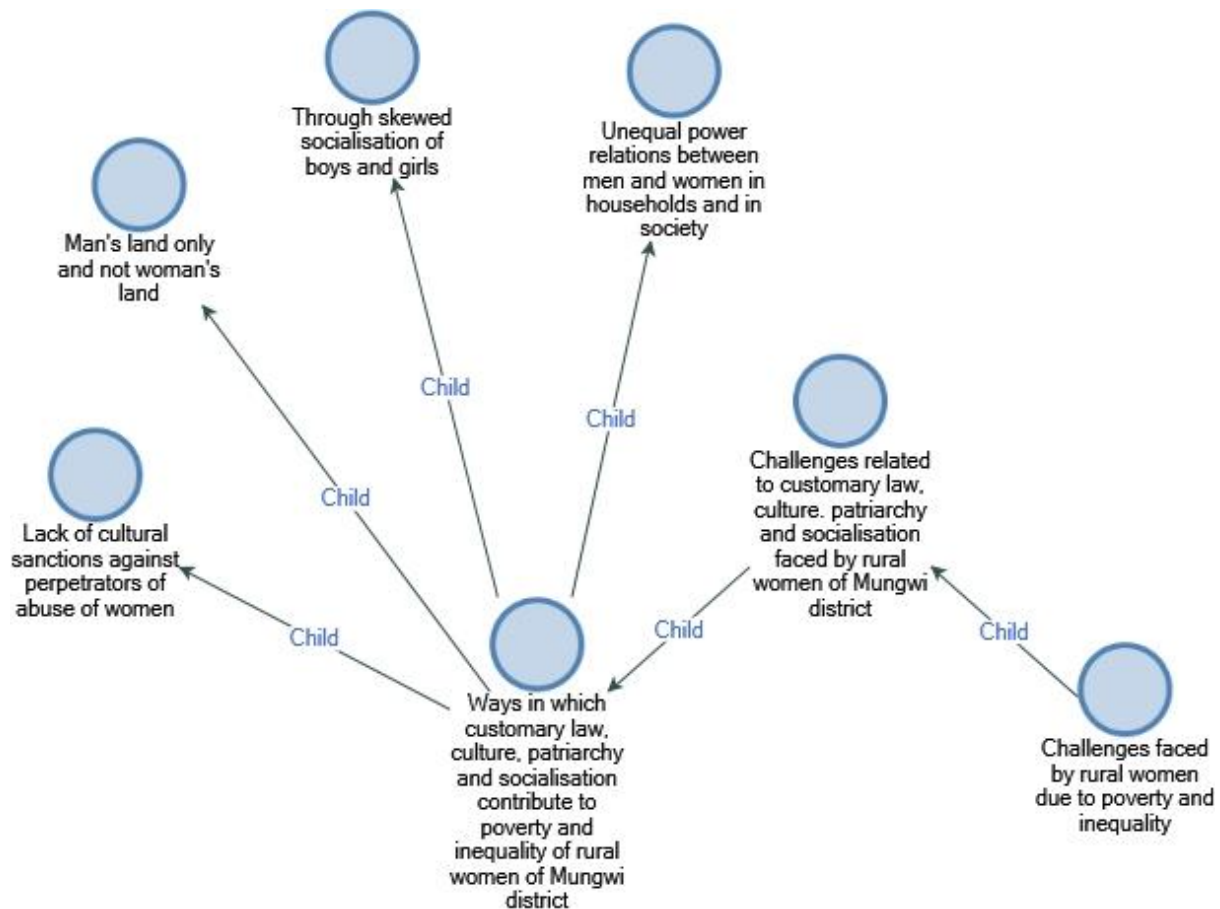 Through skewed
socialisation of
boys and girls
Unequal power
relations between
men and women in
households and in
society
Man's land only
and not woman's
land
Child
Child
Challenges related
to customary law,
culture. patriarchy
and socialisation
faced by rural
women of Mungwi
district
Child
Lack of cultural
sanctions against
perpetrators of
abuse of women
Child
Child
Child
Ways in which
customary law,
culture, patriarchy
and socialisation
contribute to
poverty and
inequality of rural
women of Mungwi
district
Challenges faced
by rural women
due to poverty and
inequality